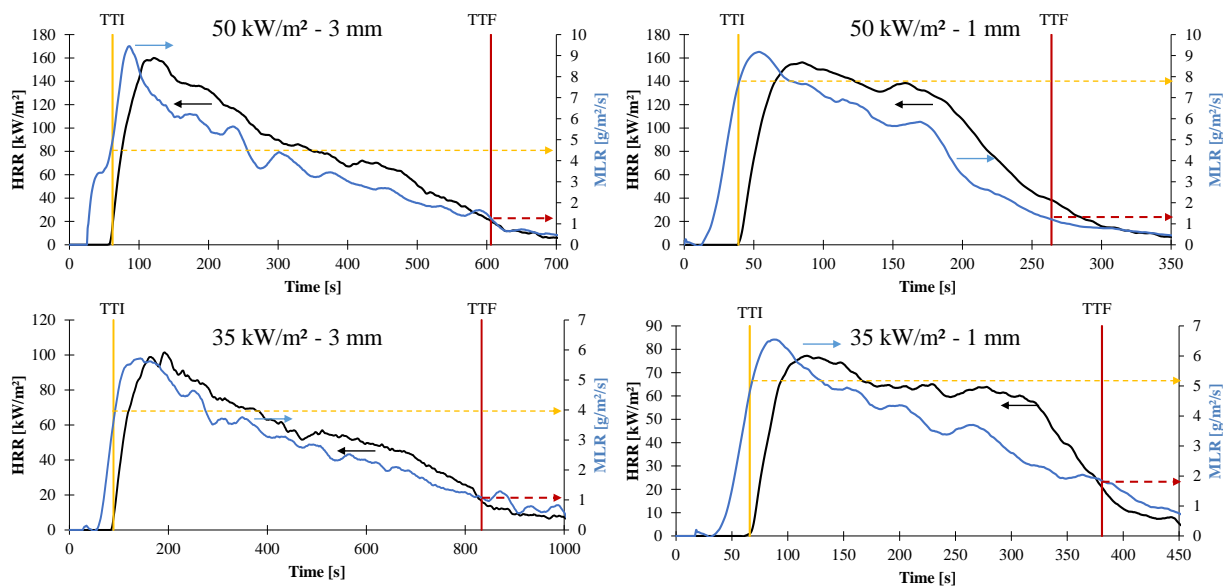 50 kW/m² - 3 mm
TTI
TTF
HRR [kW/m²]
180
160
140
120
100
80
60
40
20
0
MLR [g/m²/s]
10
9
8
7
6
5
4
3
2
1
0
0 100 200 300 400 500 600 700
Time [s]
50 kW/m² - 1 mm
TTI
TTF
HRR [kW/m²]
180
160
140
120
100
80
60
40
20
0
MLR [g/m²/s]
10
9
8
7
6
5
4
3
2
1
0
0 50 100 150 200 250 300 350
Time [s]
35 kW/m² - 3 mm
TTI
TTF
HRR [kW/m²]
120
100
80
60
40
20
0
MLR [g/m²/s]
7
6
5
4
3
2
1
0
0 200 400 600 800 1000
Time [s]
35 kW/m² - 1 mm
TTI
TTF
HRR [kW/m²]
90
80
70
60
50
40
30
20
10
0
MLR [g/m²/s]
7
6
5
4
3
2
1
0
0 50 100 150 200 250 300 350 400 450
Time [s]